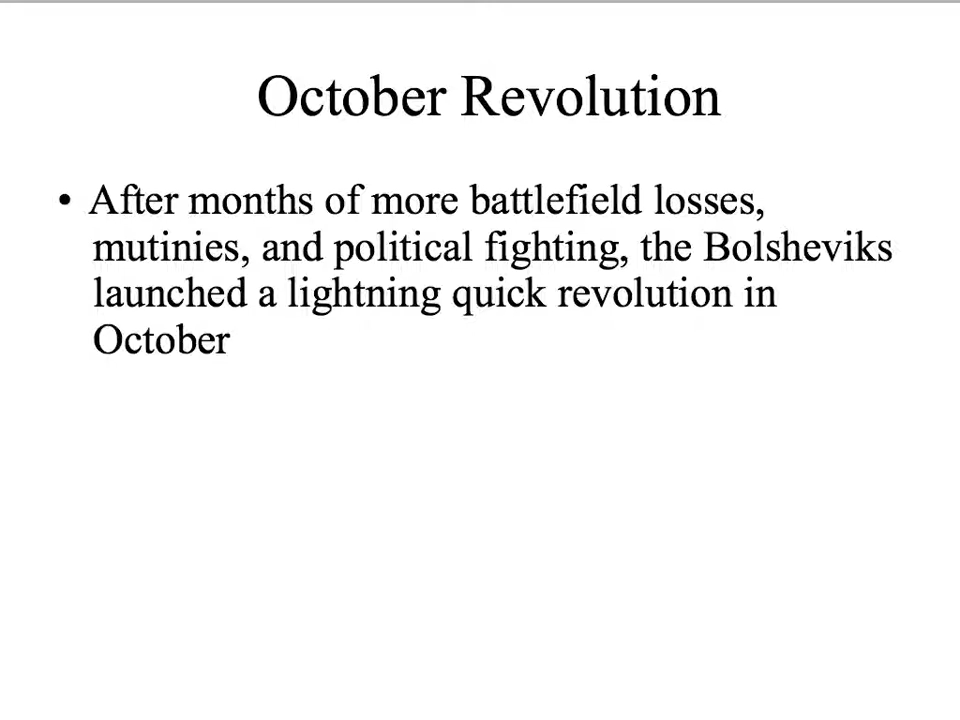 October Revolution
• After months of more battlefield losses,
mutinies, and political fighting, the Bolsheviks
launched a lightning quick revolution in
October